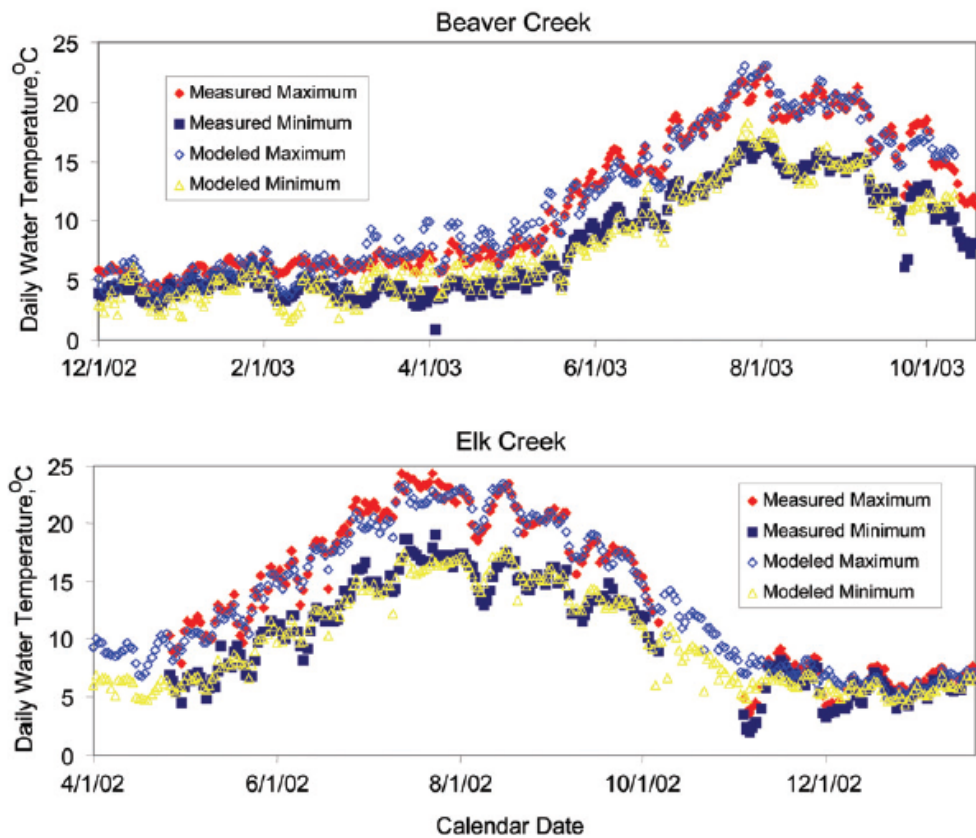 Beaver Creek
Daily Water Temperature,°C
25
20
15
10
5
0
Measured Maximum
Measured Minimum
Modeled Maximum
Modeled Minimum
12/1/02 2/1/03 4/1/03 6/1/03 8/1/03 10/1/03
Elk Creek
Daily Water Temperature,°C
25
20
15
10
5
0
Measured Maximum
Measured Minimum
Modeled Maximum
Modeled Minimum
4/1/02 6/1/02 8/1/02 10/1/02 12/1/02
Calendar Date